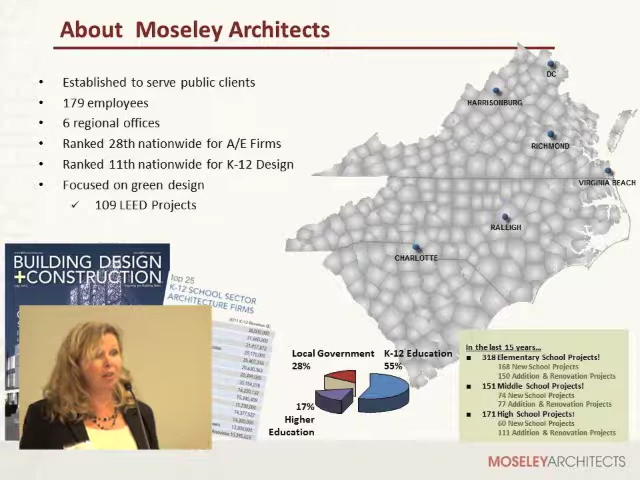 About Moseley Architects
• Established to serve public clients
• 179 employees
• 6 regional offices
• Ranked 28th nationwide for A/E Firms
• Ranked 11th nationwide for K-12 Design
• Focused on green design
✓ 109 LEED Projects
DC
HARRISONBURG
RICHMOND
VIRGINIA BEACH
RALEIGH
CHARLOTTE
BUILDING DESIGN
+CONSTRUCTION
Top 25
K-12 SCHOOL SECTOR
ARCHITECTURE FIRMS
Local Government
28%
K-12 Education
55%
17%
Higher
Education
In the last 15 years...
■ 318 Elementary School Projects!
168 New School Projects
150 Addition & Renovation Projects
■ 151 Middle School Projects!
74 New School Projects
77 Addition & Renovation Projects
■ 171 High School Projects!
60 New School Projects
111 Addition & Renovation Projects
MOSELEYARCHITECTS